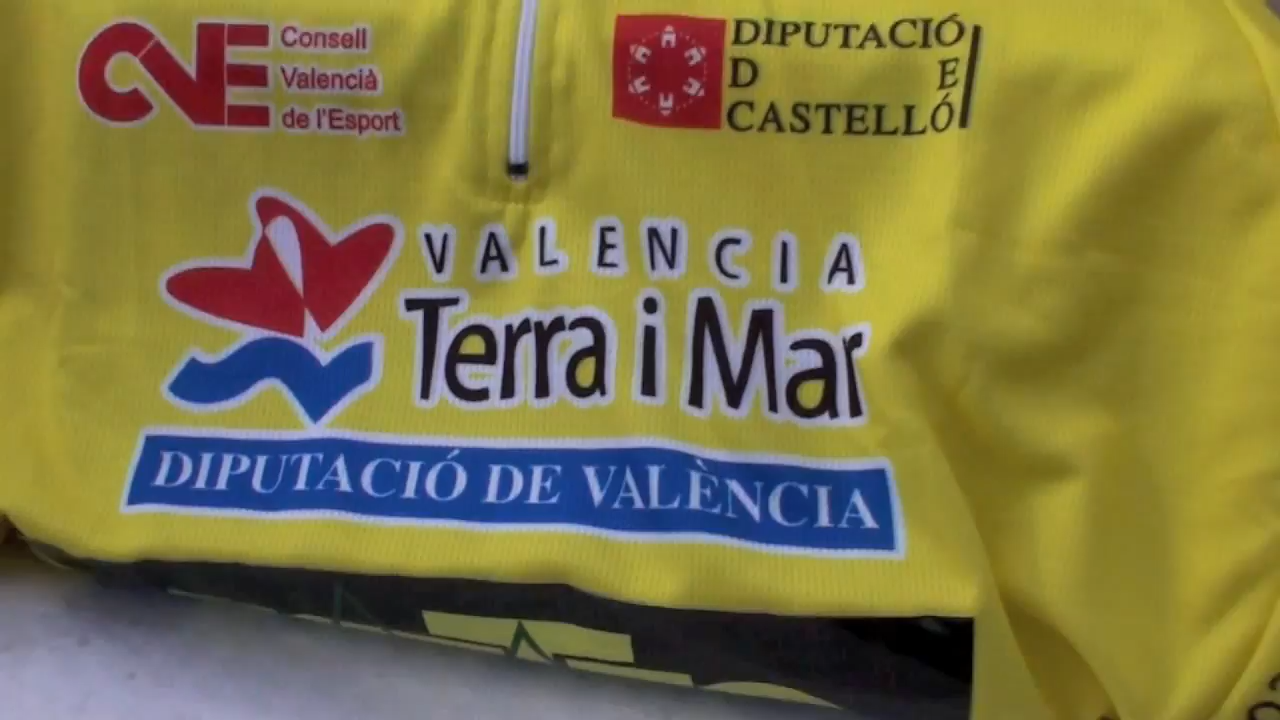 CVE
Consell
Valencià
de l'Esport
DIPUTACIÓ
D E
CASTELLÓ
VALENCIA
Terra i Mar
DIPUTACIÓ DE VALÈNCIA